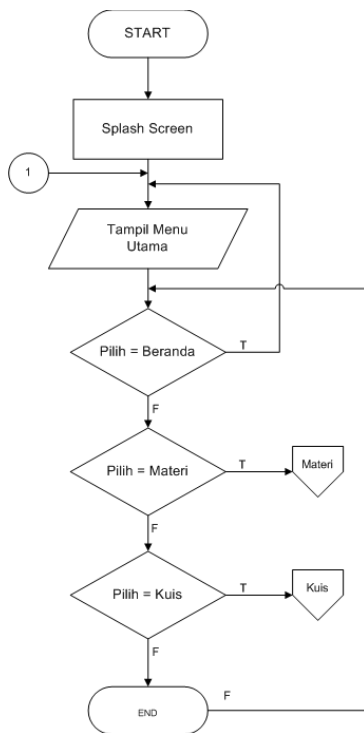 START
Splash Screen
1
Tampil Menu
Utama
Pilih = Beranda
T
F
Pilih = Materi
T
Materi
F
Pilih = Kuis
T
Kuis
F
END
F